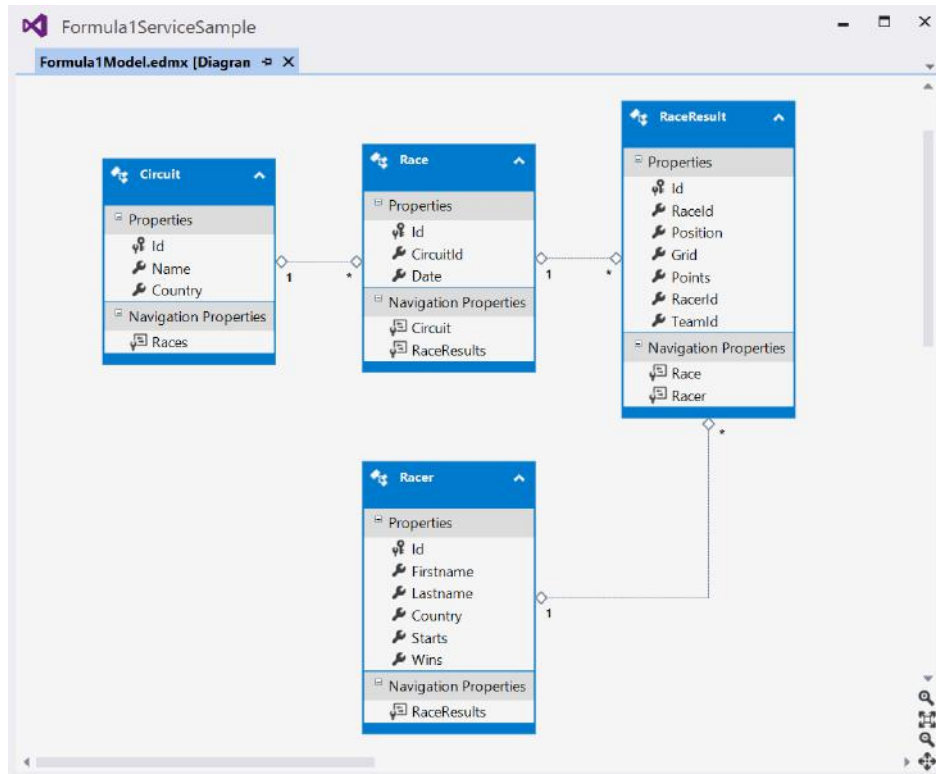 Formula1ServiceSample
Formula1Model.edmx [Diagran
Circuit
Properties
Id
Name
Country
Navigation Properties
Races
1
*
Race
Properties
Id
CircuitId
Date
Navigation Properties
Circuit
RaceResults
1
*
RaceResult
Properties
Id
RaceId
Position
Grid
Points
RacerId
TeamId
Navigation Properties
Race
Racer
*
Racer
Properties
Id
Firstname
Lastname
Country
Starts
Wins
Navigation Properties
RaceResults
1